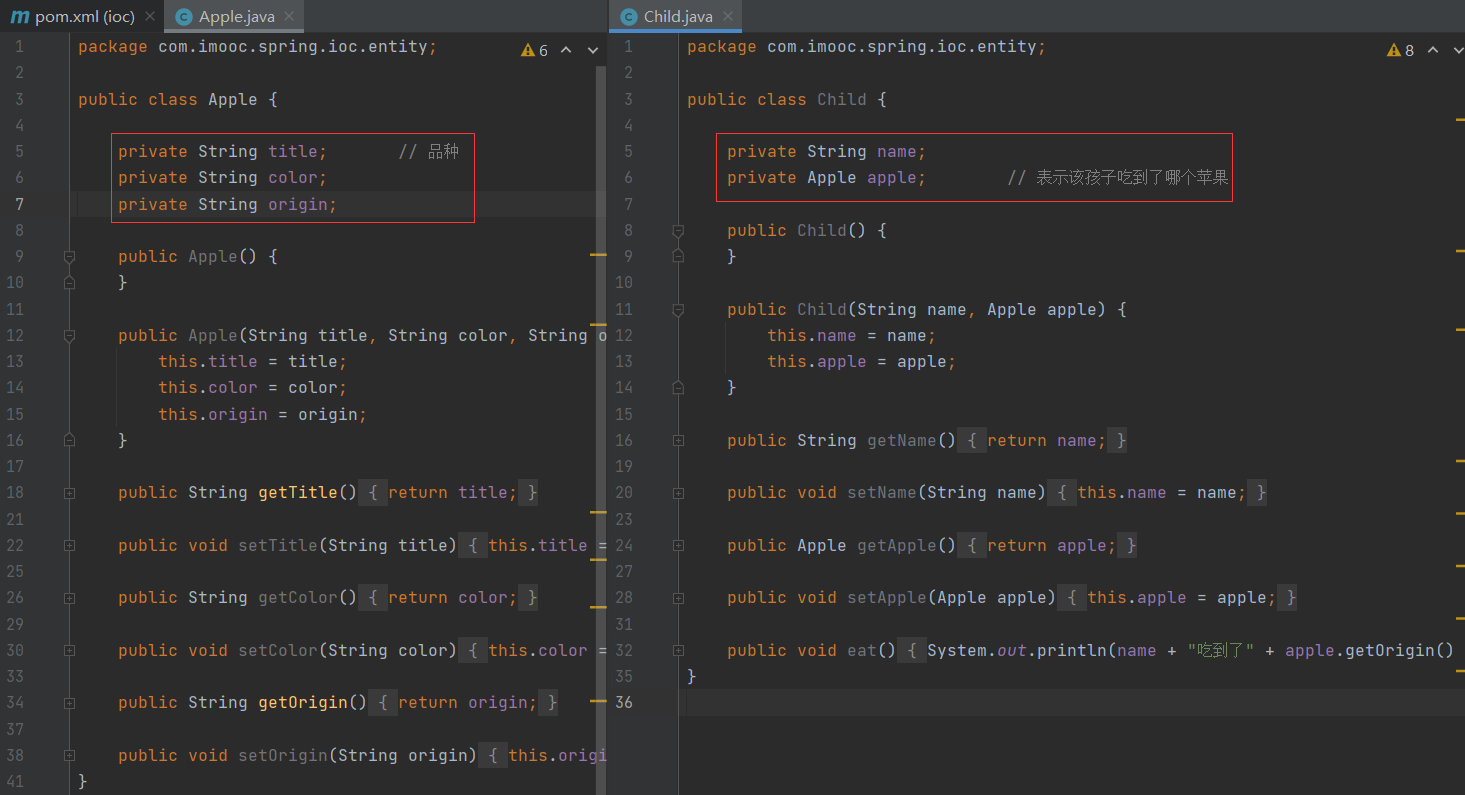 pom.xml (ioc)
Apple.java
6
1 package com.imooc.spring.ioc.entity;
2
3 public class Apple {
4
5 private String title; // 品种
6 private String color;
7 private String origin;
8
9 public Apple() {
10 }
11
12 public Apple(String title, String color, String o
13 this.title = title;
14 this.color = color;
15 this.origin = origin;
16 }
17
18 public String getTitle() { return title; }
21
22 public void setTitle(String title) { this.title =
25
26 public String getColor() { return color; }
29
30 public void setColor(String color) { this.color =
33
34 public String getOrigin() { return origin; }
37
38 public void setOrigin(String origin) { this.origi
41 }
Child.java
8
1 package com.imooc.spring.ioc.entity;
2
3 public class Child {
4
5 private String name;
6 private Apple apple; // 表示该孩子吃到了哪个苹果
7
8 public Child() {
9 }
10
11 public Child(String name, Apple apple) {
12 this.name = name;
13 this.apple = apple;
14 }
15
16 public String getName() { return name; }
19
20 public void setName(String name) { this.name = name; }
23
24 public Apple getApple() { return apple; }
27
28 public void setApple(Apple apple) { this.apple = apple; }
31
32 public void eat() { System.out.println(name + "吃到了" + apple.getOrigin()
35 }
36